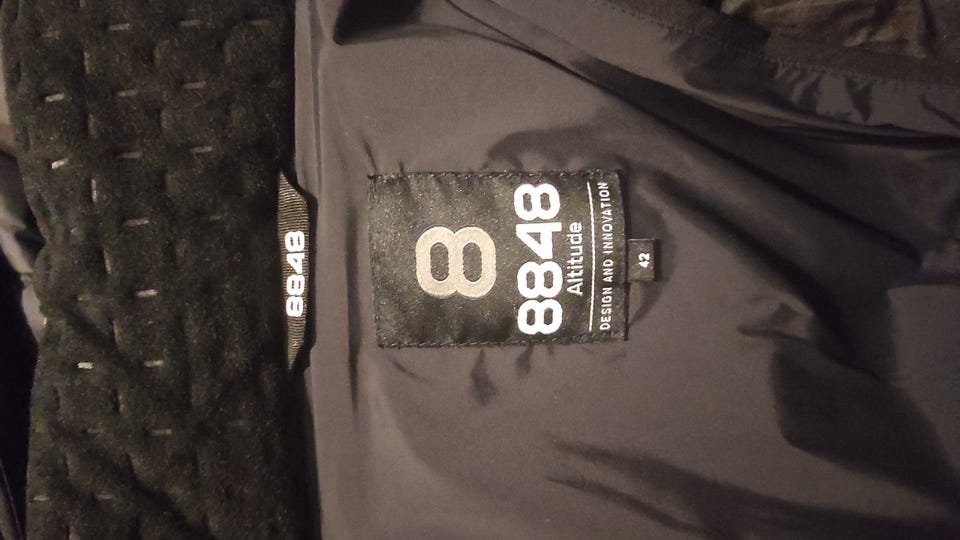 8848
8
8848
Altitude
DESIGN AND INNOVATION
42